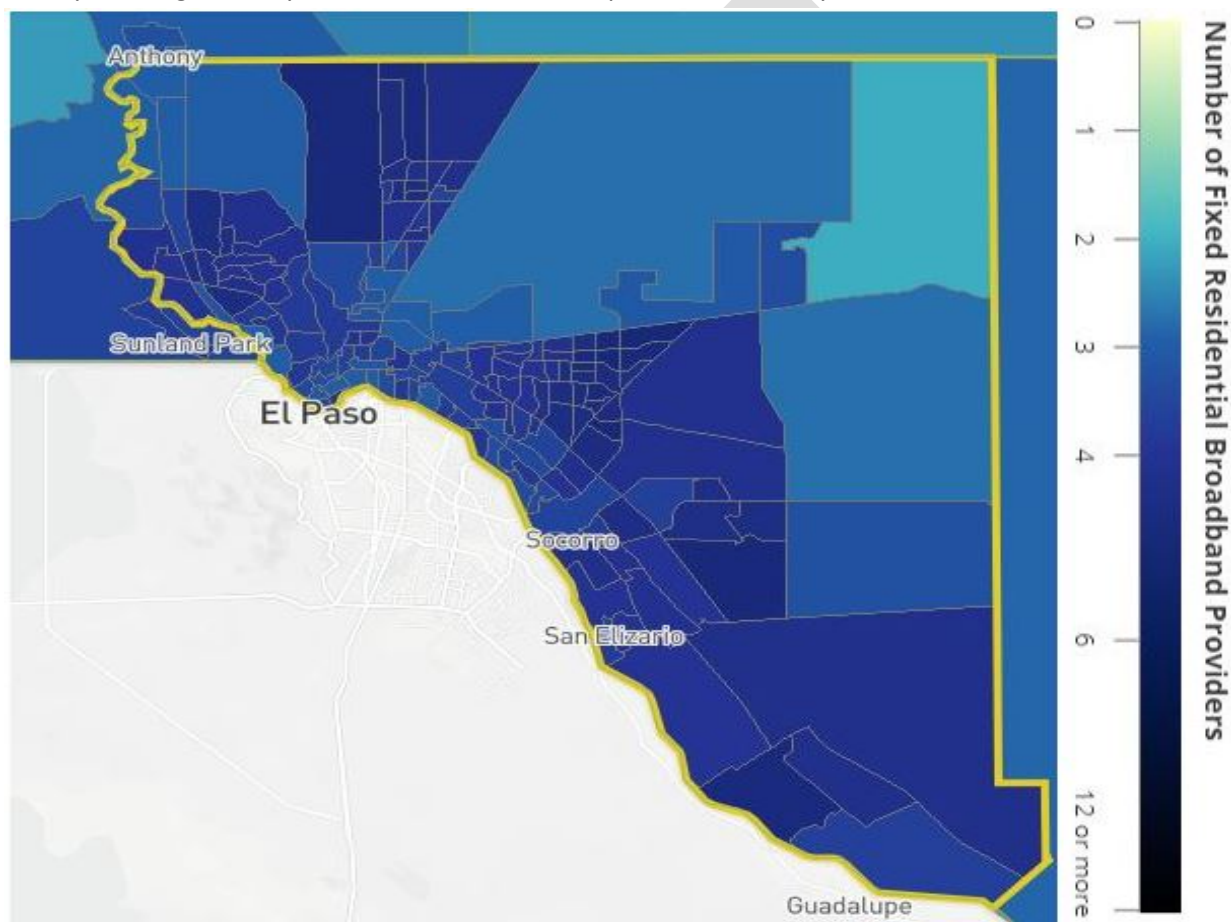 Anthony
Sunland Park
El Paso
Socorro
San Elizario
Guadalupe
Number of Fixed Residential Broadband Providers
0
1
2
3
4
6
12 or more